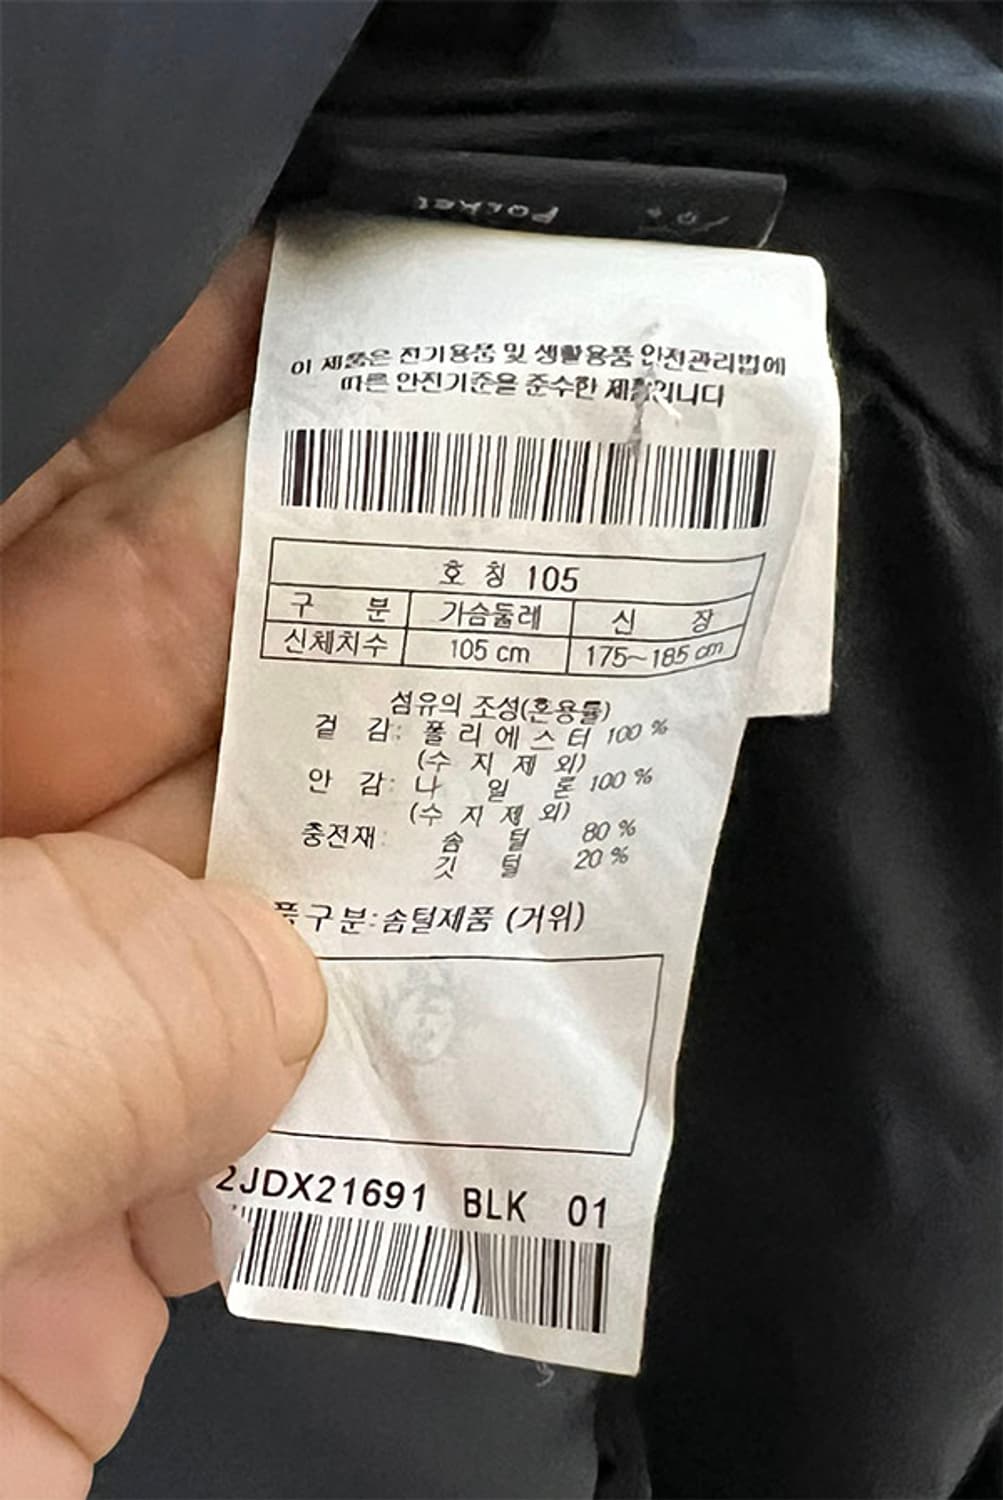 Pocket
이 제품은 전기용품 및 생활용품 안전관리법에
따른 안전기준을 준수한 제품입니다
호 칭 105
구 분 가슴둘레 신 장
신체치수 105 cm 175~185 cm
섬유의 조성(혼용률)
겉 감: 폴 리 에 스 터 100 %
(수 지 제 외)
안 감: 나 일 론 100 %
(수 지 제 외)
충전재: 솜 털 80 %
깃 털 20 %
품구분:솜털제품 (거위)
2JDX21691 BLK 01